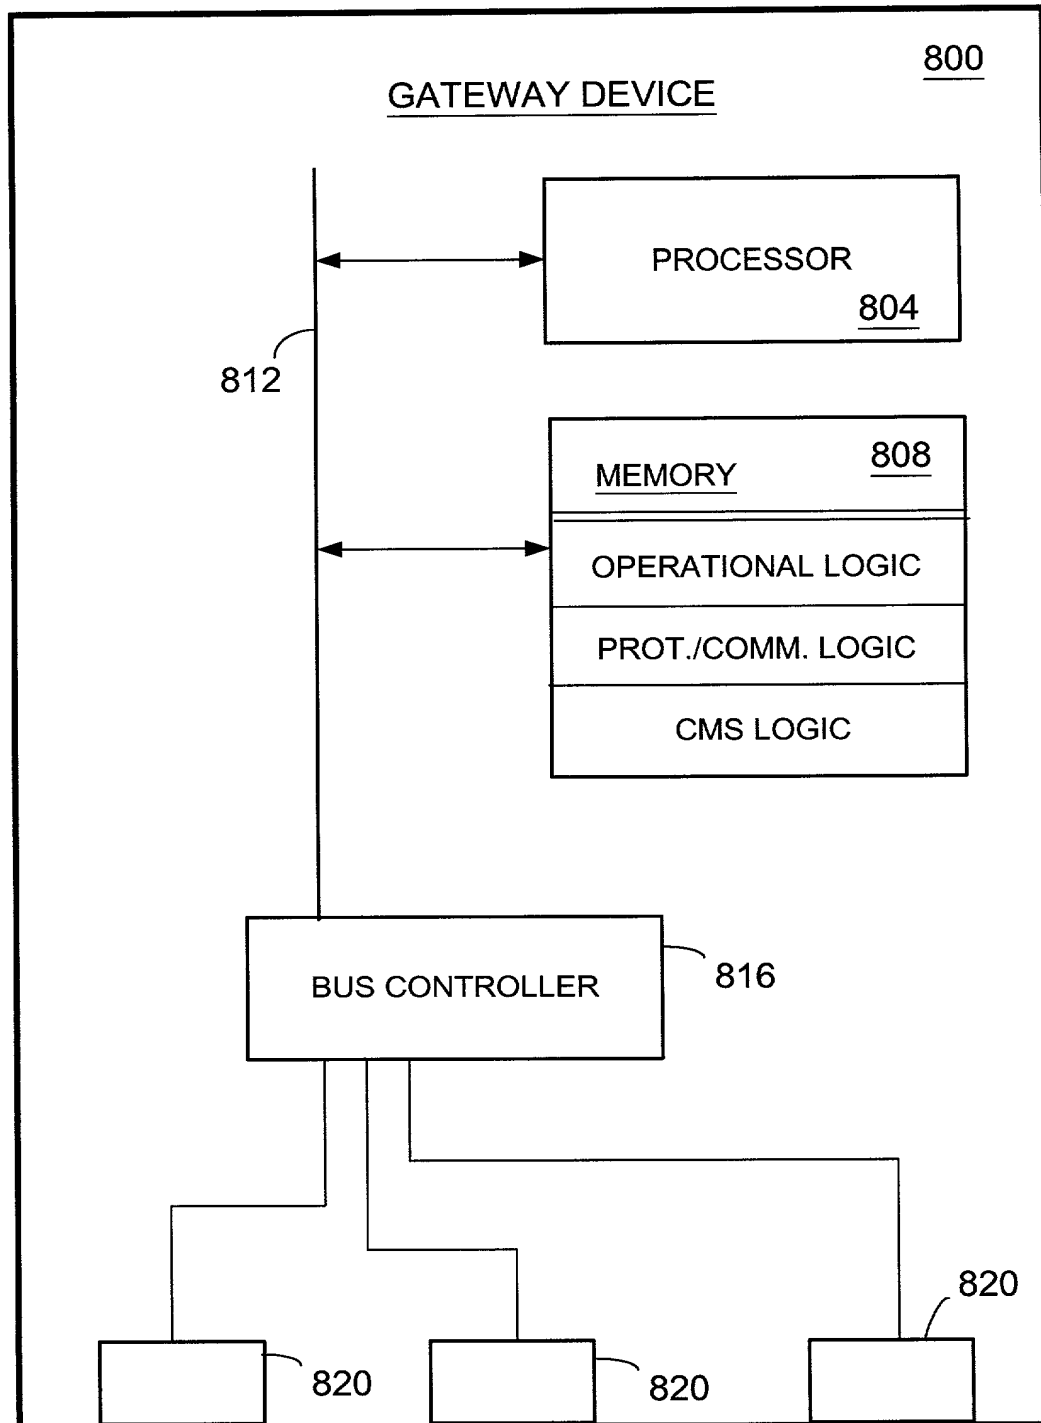 800
GATEWAY DEVICE
PROCESSOR
804
812
808
MEMORY
OPERATIONAL LOGIC
PROT./COMM. LOGIC
CMS LOGIC
BUS CONTROLLER
816
820
820
820